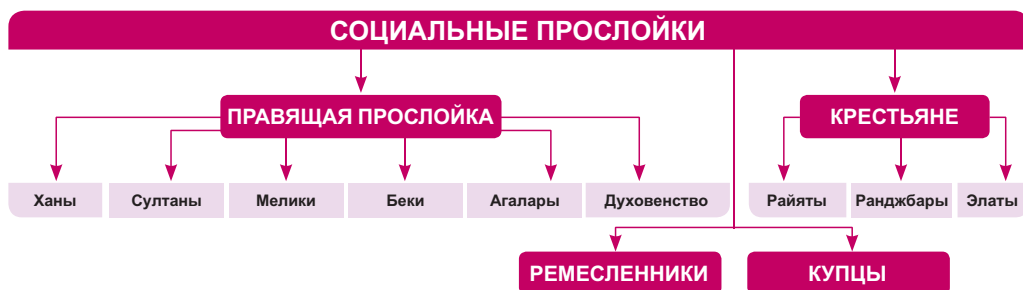 СОЦИАЛЬНЫЕ ПРОСЛОЙКИ
ПРАВЯЩАЯ ПРОСЛОЙКА
КРЕСТЬЯНЕ
Ханы
Султаны
Мелики
Беки
Агалары
Духовенство
Райяты
Ранджбары
Элаты
РЕМЕСЛЕННИКИ
КУПЦЫ